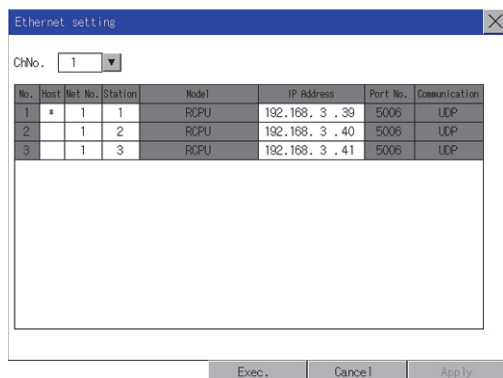 Ethernet setting
ChNo. 1
No. Host Net No. Station Model IP Address Port No. Communication
1 * 1 1 RCPU 192.168. 3 .39 5006 UDP
2 1 2 RCPU 192.168. 3 .40 5006 UDP
3 1 3 RCPU 192.168. 3 .41 5006 UDP
Exec. Cancel Apply